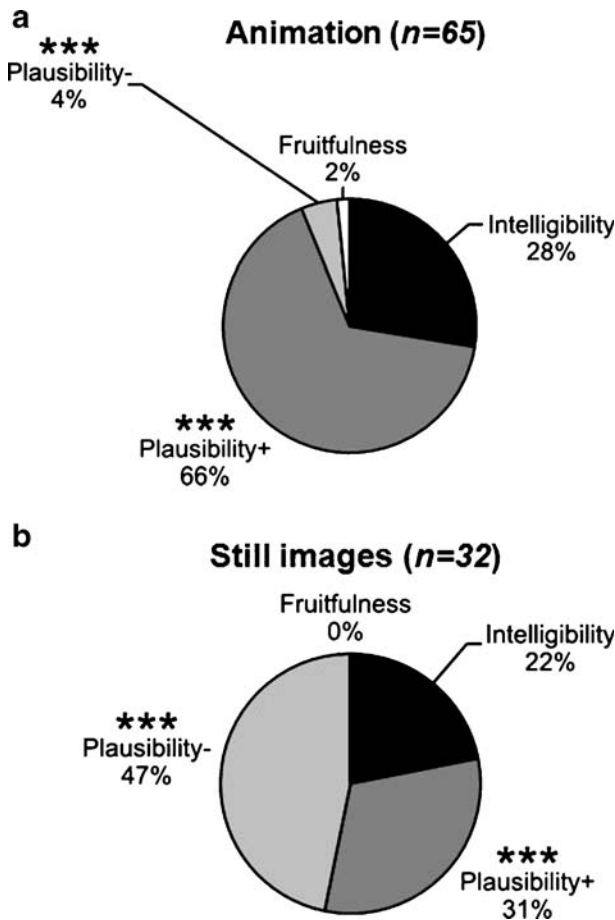 a
Animation (n=65)
***
Plausibility-
4%
Fruitfulness
2%
Intelligibility
28%
***
Plausibility+
66%
b
Still images (n=32)
Fruitfulness
0%
Intelligibility
22%
***
Plausibility-
47%
***
Plausibility+
31%